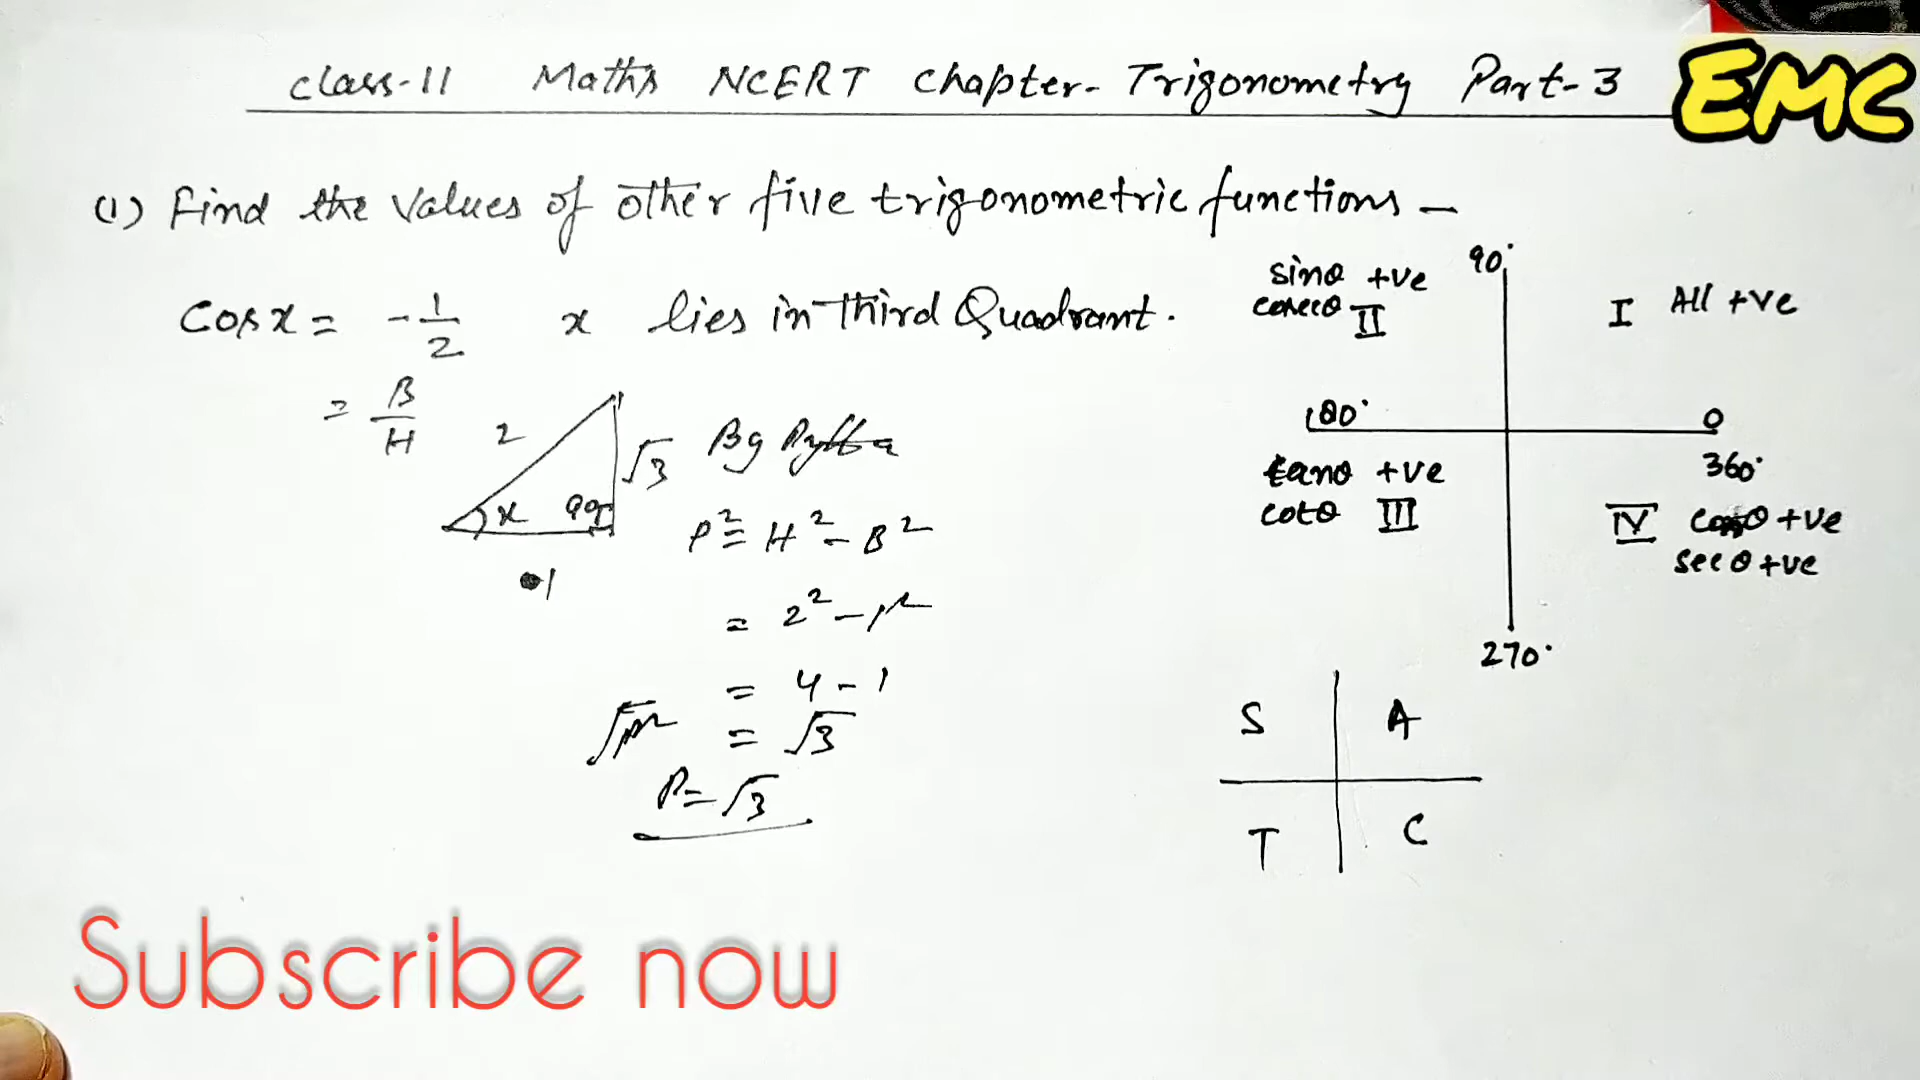 class-11 Maths NCERT Chapter- Trigonometry Part-3
EMC
(1) Find the Values of other five trigonometric functions –
Cosx = -1/2 x lies in Third Quadrant.
= B/H
2
√3
x 90
1
By
P² = H² - B²
= 2² - 1²
= 4 - 1
√P² = √3
P = √3
90°
sinθ +ve
cosecθ II
I All +ve
180°
0
360°
tanθ +ve
cotθ III
IV cosθ +ve
secθ +ve
270°
S A
T C
Subscribe now